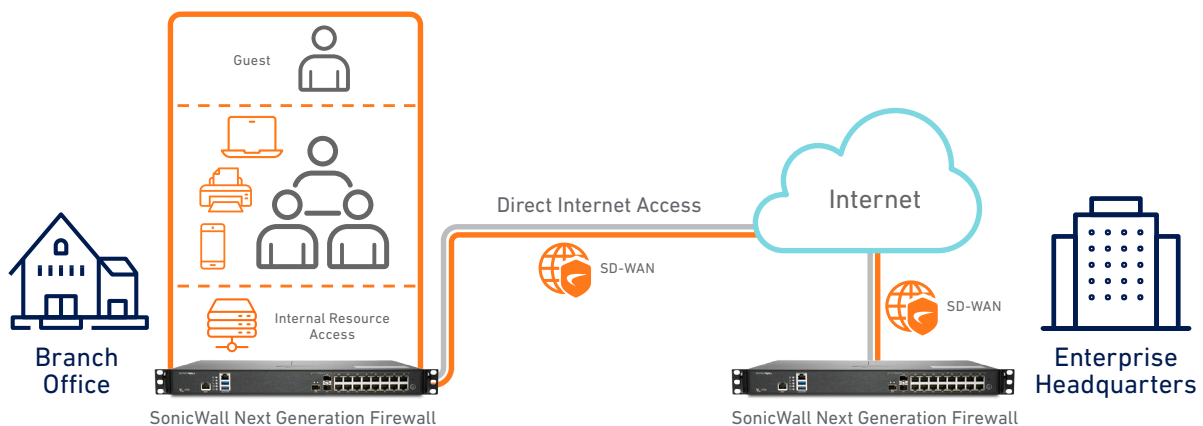 Guest
Internal Resource
Access
Branch
Office
SonicWall Next Generation Firewall
Direct Internet Access
SD-WAN
Internet
SD-WAN
SonicWall Next Generation Firewall
Enterprise
Headquarters